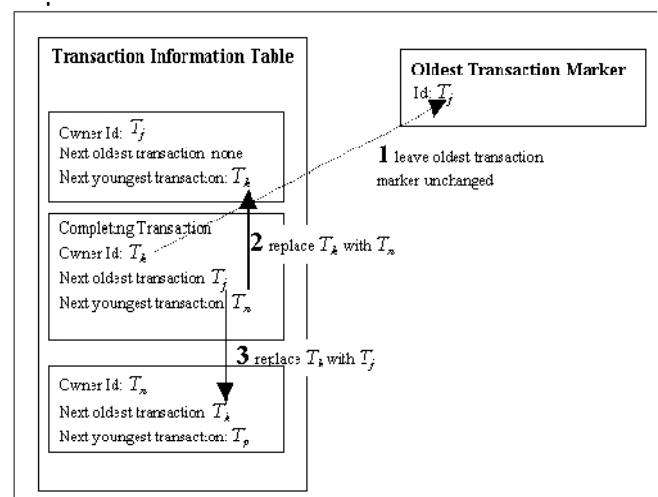 Transaction Information Table
Owner Id: Tj
Next oldest transaction none
Next youngest transaction: Tk
Completing Transaction
Owner Id: Tk
Next oldest transaction Tj
Next youngest transaction: Tn
Owner Id: Tn
Next oldest transaction Tk
Next youngest transaction: Tp
Oldest Transaction Marker
Id: Tj
1 leave oldest transaction
marker unchanged
2 replace Tk with Tn
3 replace Tk with Tj